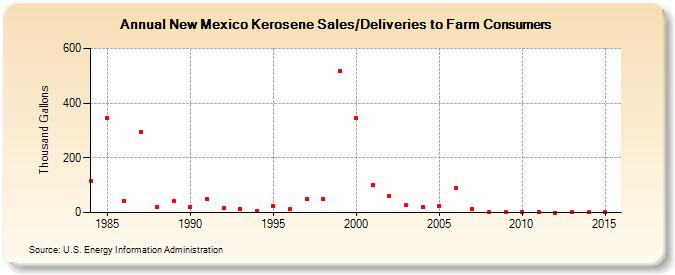 Annual New Mexico Kerosene Sales/Deliveries to Farm Consumers
Thousand Gallons
600
400
200
0
1985 1990 1995 2000 2005 2010 2015
Source: U.S. Energy Information Administration